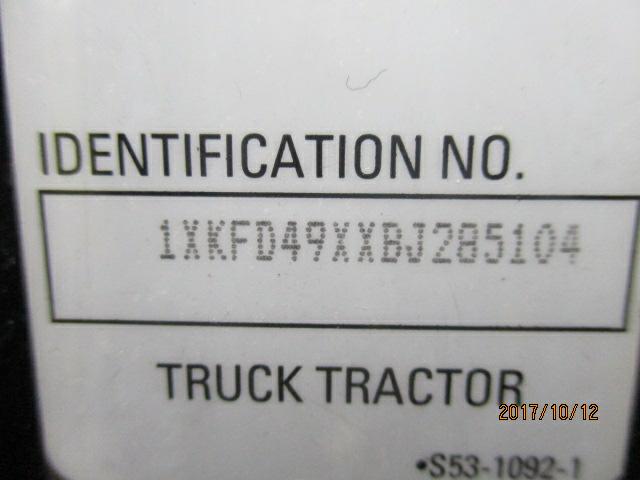 IDENTIFICATION NO.
1XKFD49XXBJ285104
TRUCK TRACTOR
2017/10/12
•S53-1092-1